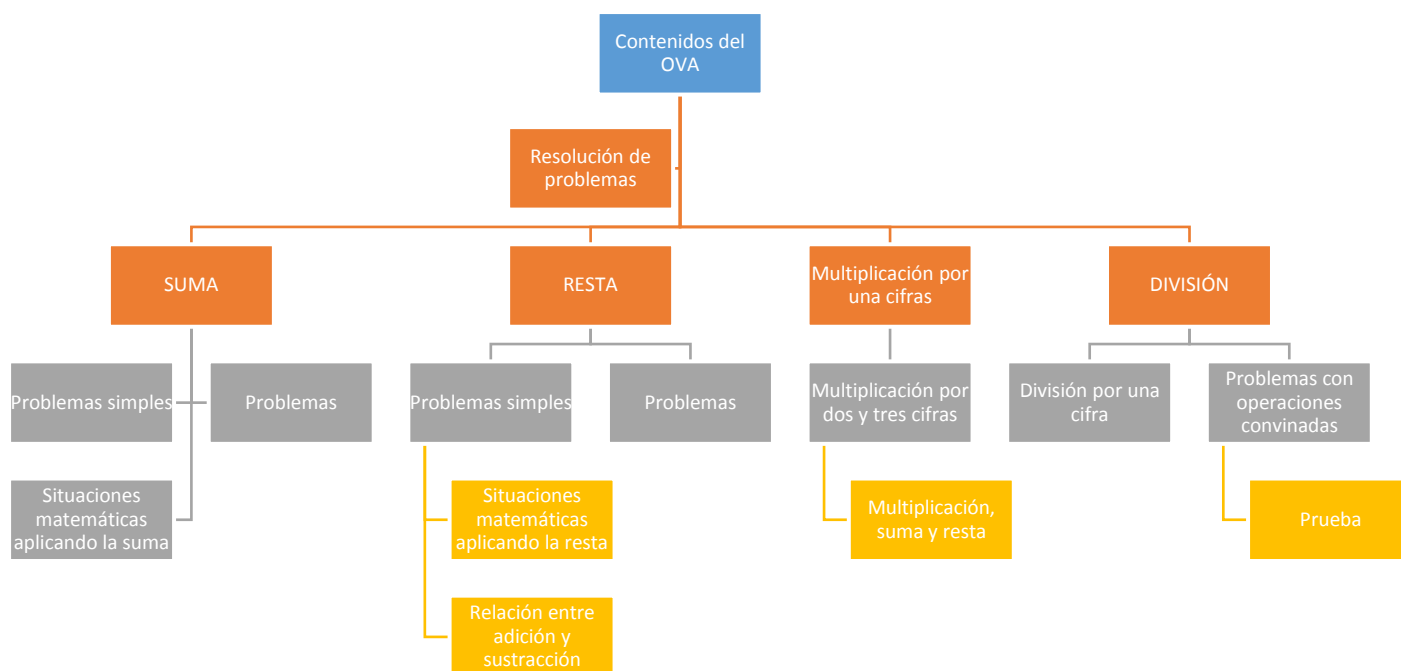 Contenidos del
OVA
Resolución de
problemas
SUMA
RESTA
Multiplicación por
una cifras
DIVISIÓN
Problemas simples
Problemas
Problemas simples
Problemas
Multiplicación por
dos y tres cifras
División por una
cifra
Problemas con
operaciones
convinadas
Situaciones
matemáticas
aplicando la suma
Situaciones
matemáticas
aplicando la resta
Multiplicación,
suma y resta
Prueba
Relación entre
adición y
sustracción